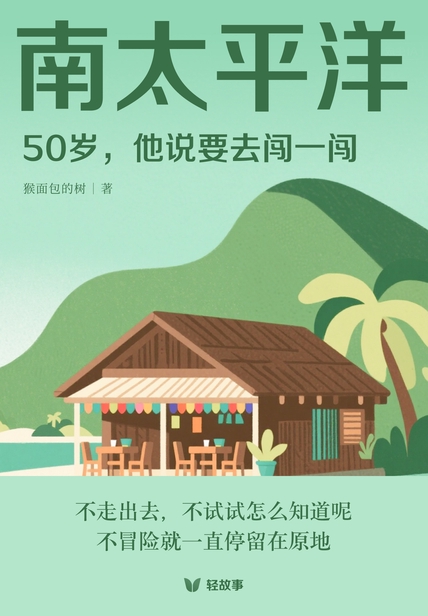 南太平洋
50岁，他说要去闯一闯
猴面包的树｜著
不走出去，不试试怎么知道呢
不冒险就一直停留在原地
轻故事